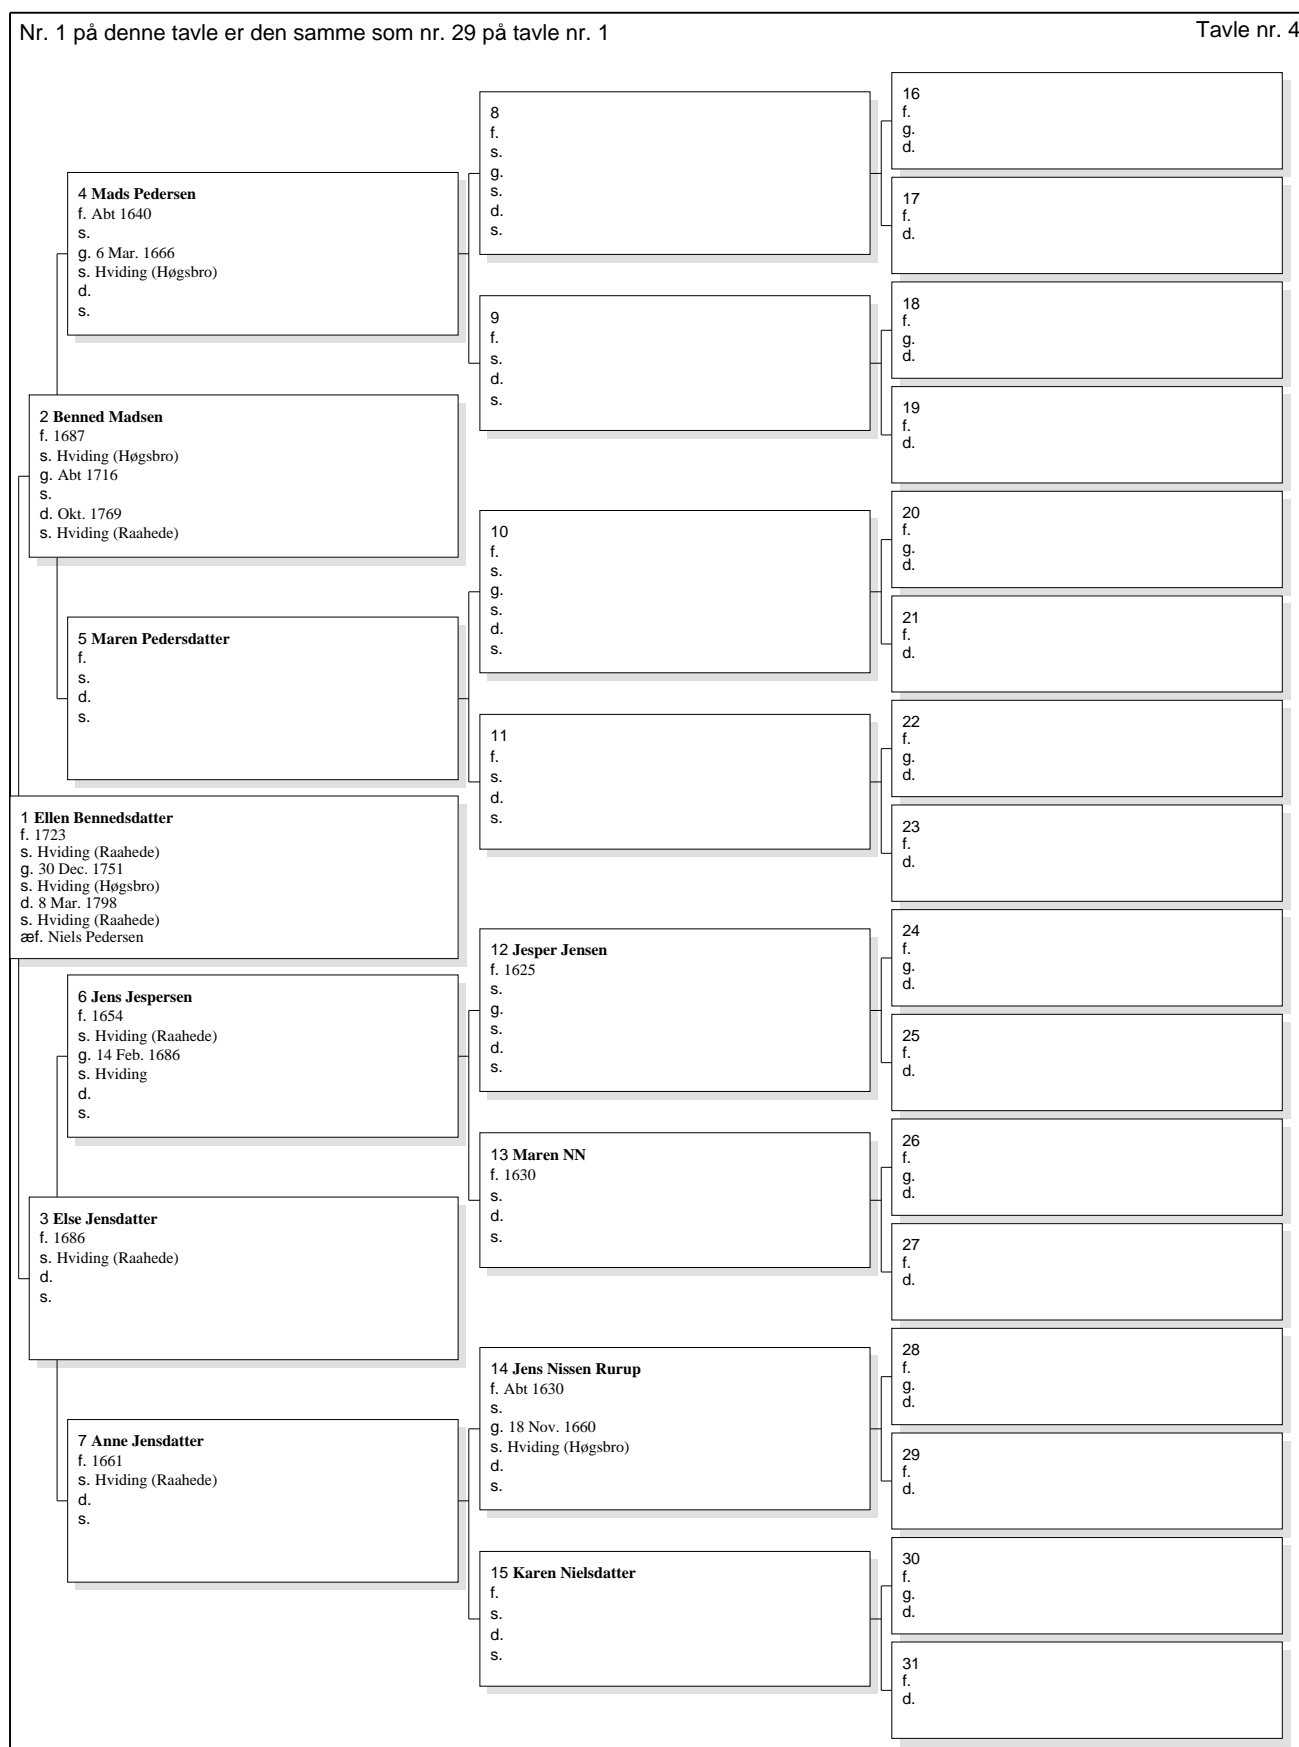 Nr. 1 på denne tavle er den samme som nr. 29 på tavle nr. 1
Tavle nr. 4
4 Mads Pedersen
f. Abt 1640
s.
g. 6 Mar. 1666
s. Hviding (Høgsbro)
d.
s.
2 Benned Madsen
f. 1687
s. Hviding (Høgsbro)
g. Abt 1716
s.
d. Okt. 1769
s. Hviding (Raahede)
5 Maren Pedersdatter
f.
s.
d.
s.
1 Ellen Bennedsdatter
f. 1723
s. Hviding (Raahede)
g. 30 Dec. 1751
s. Hviding (Høgsbro)
d. 8 Mar. 1798
s. Hviding (Raahede)
æf. Niels Pedersen
6 Jens Jespersen
f. 1654
s. Hviding (Raahede)
g. 14 Feb. 1686
s. Hviding
d.
s.
3 Else Jensdatter
f. 1686
s. Hviding (Raahede)
d.
s.
7 Anne Jensdatter
f. 1661
s. Hviding (Raahede)
d.
s.
8
f.
s.
g.
s.
d.
s.
9
f.
s.
d.
s.
10
f.
s.
g.
s.
d.
s.
11
f.
s.
d.
s.
12 Jesper Jensen
f. 1625
s.
g.
s.
d.
s.
13 Maren NN
f. 1630
s.
d.
s.
14 Jens Nissen Rurup
f. Abt 1630
s.
g. 18 Nov. 1660
s. Hviding (Høgsbro)
d.
s.
15 Karen Nielsdatter
f.
s.
d.
s.
16
f.
g.
d.
17
f.
d.
18
f.
g.
d.
19
f.
d.
20
f.
g.
d.
21
f.
d.
22
f.
g.
d.
23
f.
d.
24
f.
g.
d.
25
f.
d.
26
f.
g.
d.
27
f.
d.
28
f.
g.
d.
29
f.
d.
30
f.
g.
d.
31
f.
d.